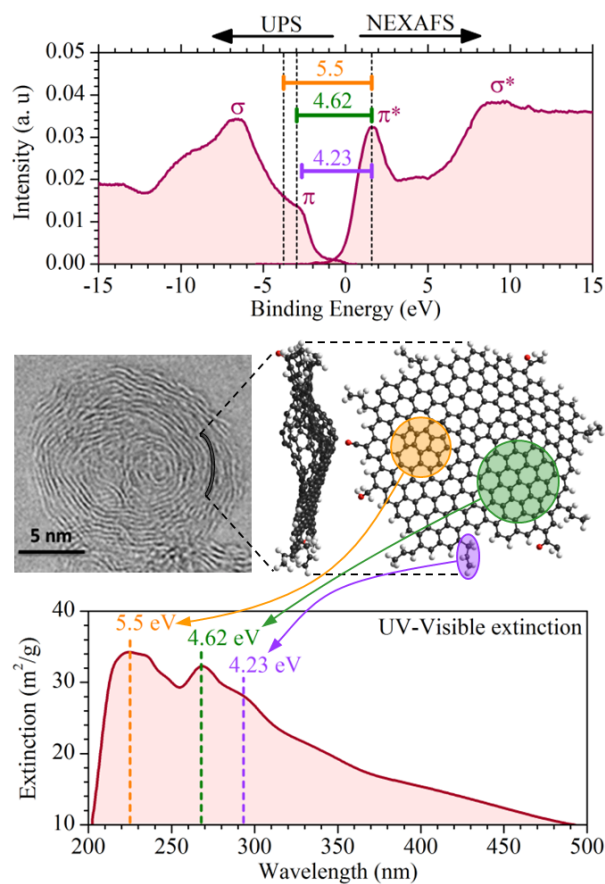 UPS NEXAFS
0.05
0.04
0.03
0.02
0.01
0.00
Intensity (a. u)
5.5
4.62
4.23
σ
π
π*
σ*
-15 -10 -5 0 5 10 15
Binding Energy (eV)
5 nm
40
30
20
10
Extinction (m²/g)
5.5 eV
4.62 eV
4.23 eV
UV-Visible extinction
200 250 300 350 400 450 500
Wavelength (nm)